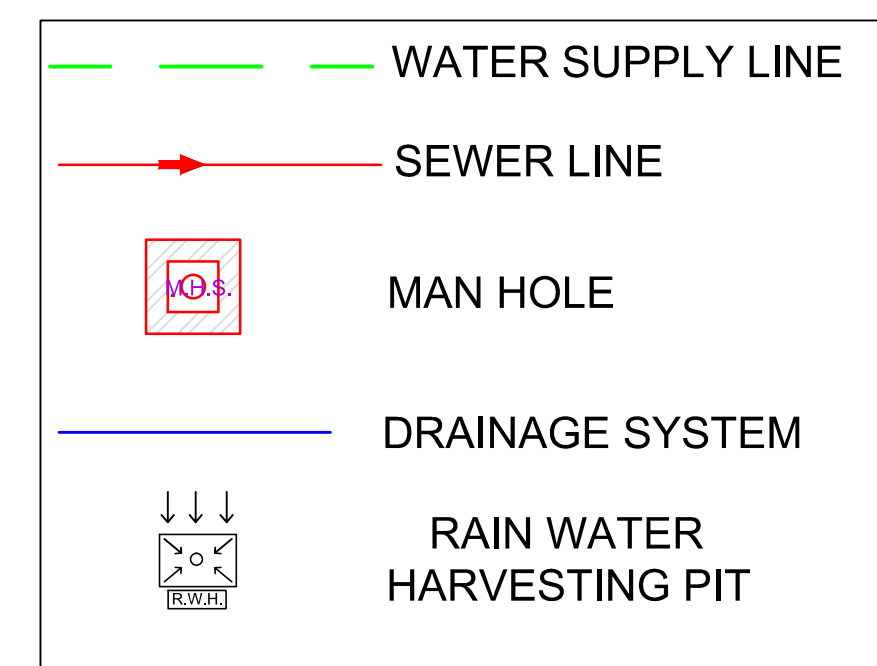 WATER SUPPLY LINE
SEWER LINE
M.H.S.
MAN HOLE
DRAINAGE SYSTEM
RAIN WATER
HARVESTING PIT
R.W.H.